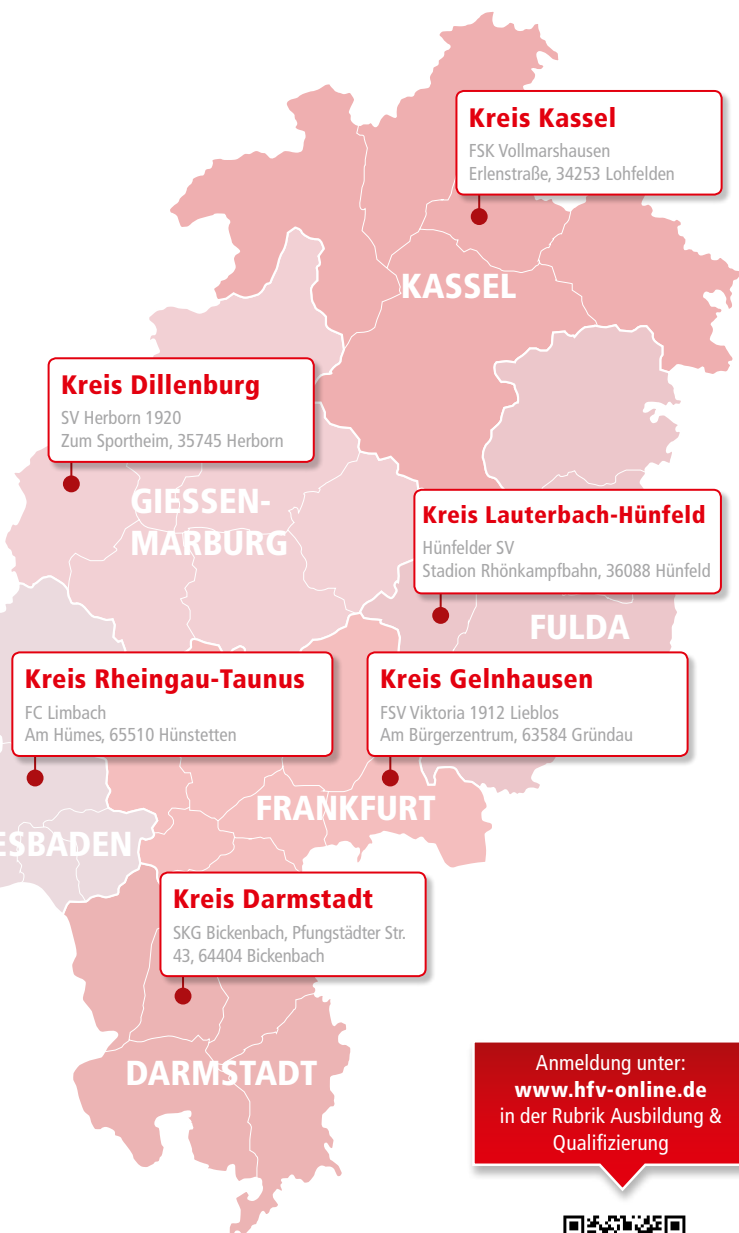 Kreis Kassel
FSK Vollmarshausen
Erlenstraße, 34253 Lohfelden
KASSEL
Kreis Dillenburg
SV Herborn 1920
Zum Sportheim, 35745 Herborn
GIESSEN-
MARBURG
Kreis Lauterbach-Hünfeld
Hünfelder SV
Stadion Rhönkampfbahn, 36088 Hünfeld
FULDA
Kreis Rheingau-Taunus
FC Limbach
Am Hümes, 65510 Hünstetten
Kreis Gelnhausen
FSV Viktoria 1912 Lieblos
Am Bürgerzentrum, 63584 Gründau
FRANKFURT
ESBADEN
Kreis Darmstadt
SKG Bickenbach, Pfungstädter Str.
43, 64404 Bickenbach
DARMSTADT
Anmeldung unter:
www.hfv-online.de
in der Rubrik Ausbildung &
Qualifizierung